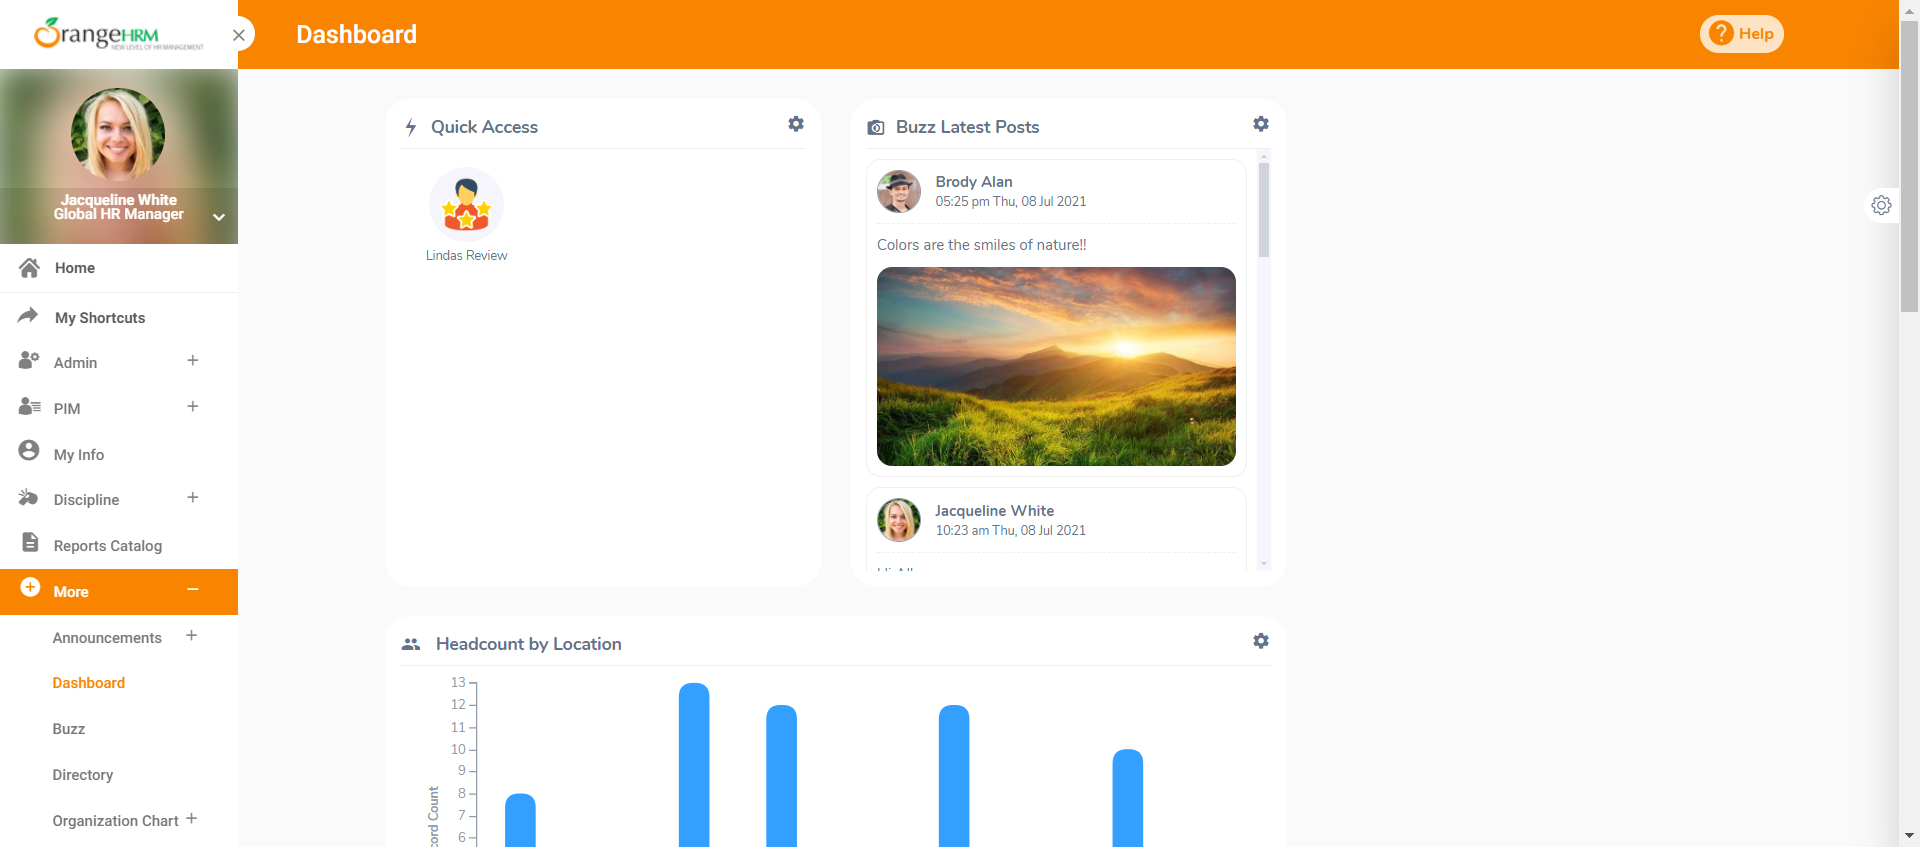 OrangeHRM
NEW LEVEL OF HR MANAGEMENT
Dashboard
Help
Jacqueline White
Global HR Manager
Home
My Shortcuts
Admin
PIM
My Info
Discipline
Reports Catalog
More
Announcements
Dashboard
Buzz
Directory
Organization Chart
Quick Access
Lindas Review
Buzz Latest Posts
Brody Alan
05:25 pm Thu, 08 Jul 2021
Colors are the smiles of nature!!
Jacqueline White
10:23 am Thu, 08 Jul 2021
Headcount by Location
13
12
11
10
9
8
7
6
Count